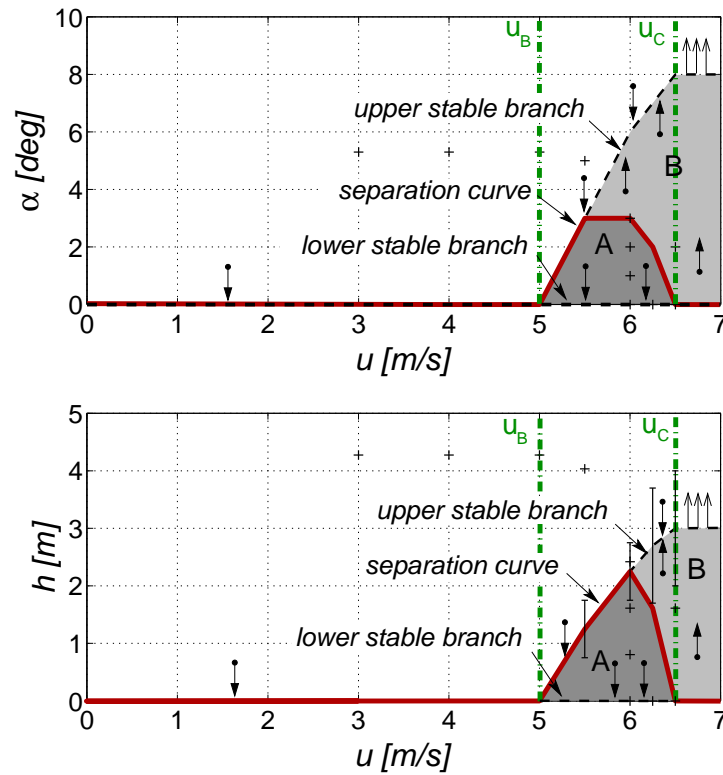 10
u_B
u_C
8
upper stable branch
6
α [deg]
B
separation curve
4
lower stable branch
A
2
0
0 1 2 3 4 5 6 7
u [m/s]
5
u_B
u_C
4
upper stable branch
3
h [m]
B
separation curve
2
lower stable branch
A
1
0
0 1 2 3 4 5 6 7
u [m/s]